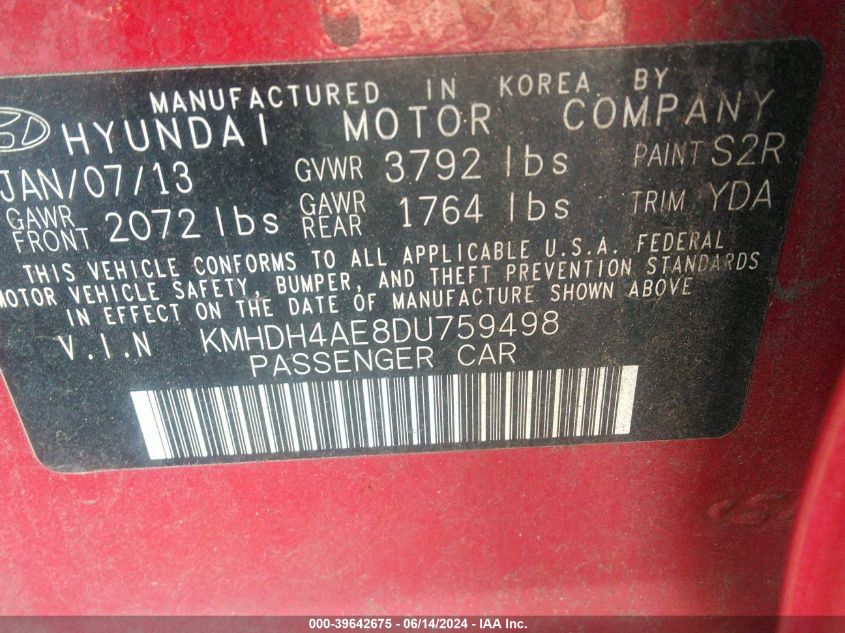 MANUFACTURED IN KOREA BY
HYUNDAI MOTOR COMPANY
JAN/07/13 GVWR 3792 lbs PAINT S2R
GAWR FRONT 2072 lbs GAWR REAR 1764 lbs TRIM YDA
THIS VEHICLE CONFORMS TO ALL APPLICABLE U.S.A. FEDERAL
MOTOR VEHICLE SAFETY, BUMPER, AND THEFT PREVENTION STANDARDS
IN EFFECT ON THE DATE OF MANUFACTURE SHOWN ABOVE
V.I.N KMHDH4AE8DU759498
PASSENGER CAR
000-39642675 - 06/14/2024 - IAA Inc.